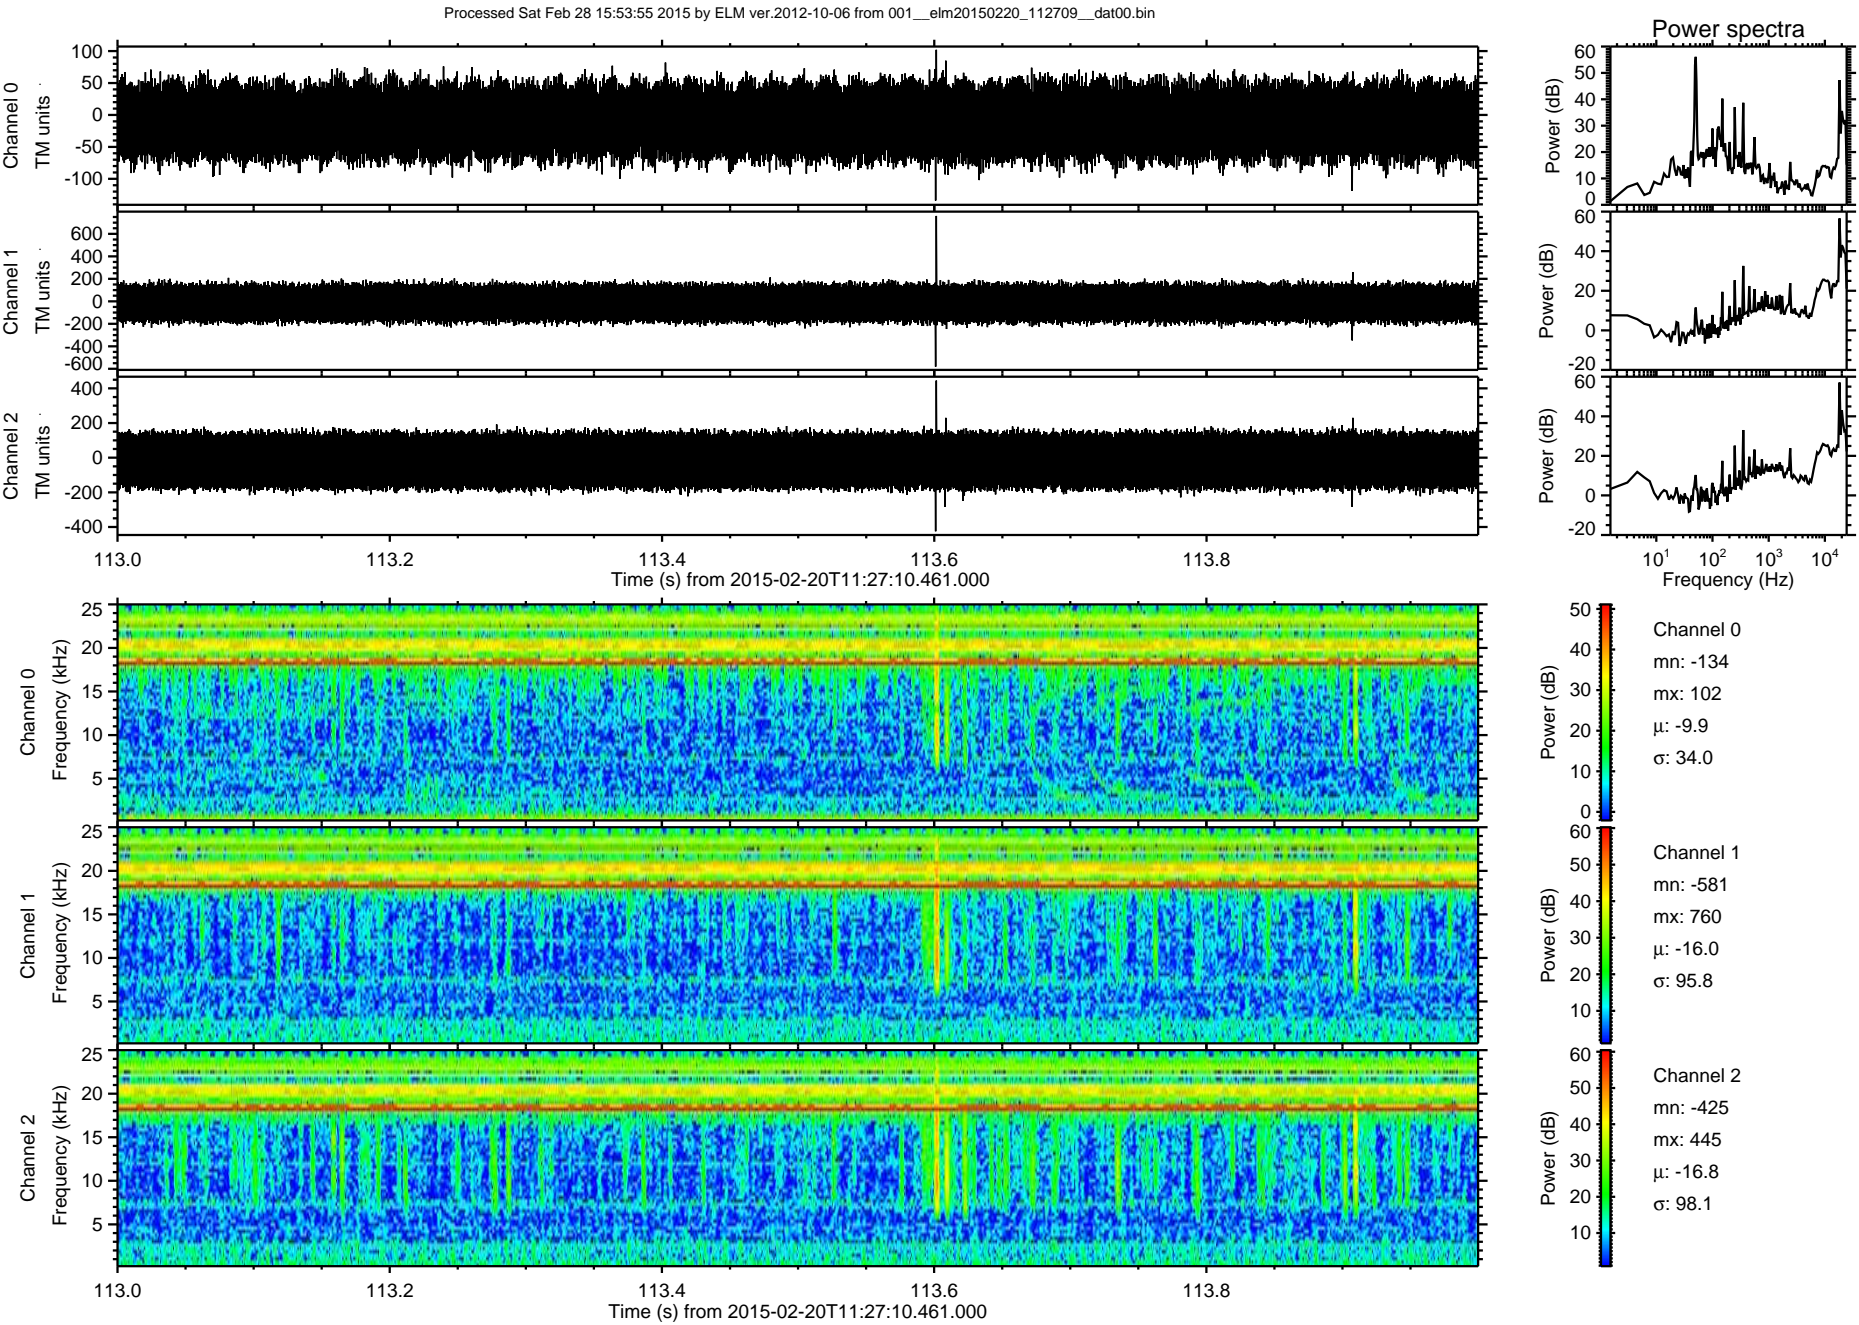 Processed Sat Feb 28 15:53:55 2015 by ELM ver.2012-10-06 from 001__elm20150220_112709__dat00.bin
Power spectra
Channel 0
TM units
100
50
0
-50
-100
Power (dB)
60
50
40
30
20
10
0
Channel 1
TM units
600
400
200
0
-200
-400
-600
Power (dB)
60
40
20
0
-20
Channel 2
TM units
400
200
0
-200
-400
Power (dB)
60
40
20
0
-20
113.0 113.2 113.4 113.6 113.8
Time (s) from 2015-02-20T11:27:10.461.000
10^1 10^2 10^3 10^4
Frequency (Hz)
Channel 0
Frequency (kHz)
25
20
15
10
5
Power (dB)
50
40
30
20
10
0
Channel 0
mn: -134
mx: 102
μ: -9.9
σ: 34.0
Channel 1
Frequency (kHz)
25
20
15
10
5
Power (dB)
60
50
40
30
20
10
Channel 1
mn: -581
mx: 760
μ: -16.0
σ: 95.8
Channel 2
Frequency (kHz)
25
20
15
10
5
Power (dB)
60
50
40
30
20
10
Channel 2
mn: -425
mx: 445
μ: -16.8
σ: 98.1
113.0 113.2 113.4 113.6 113.8
Time (s) from 2015-02-20T11:27:10.461.000